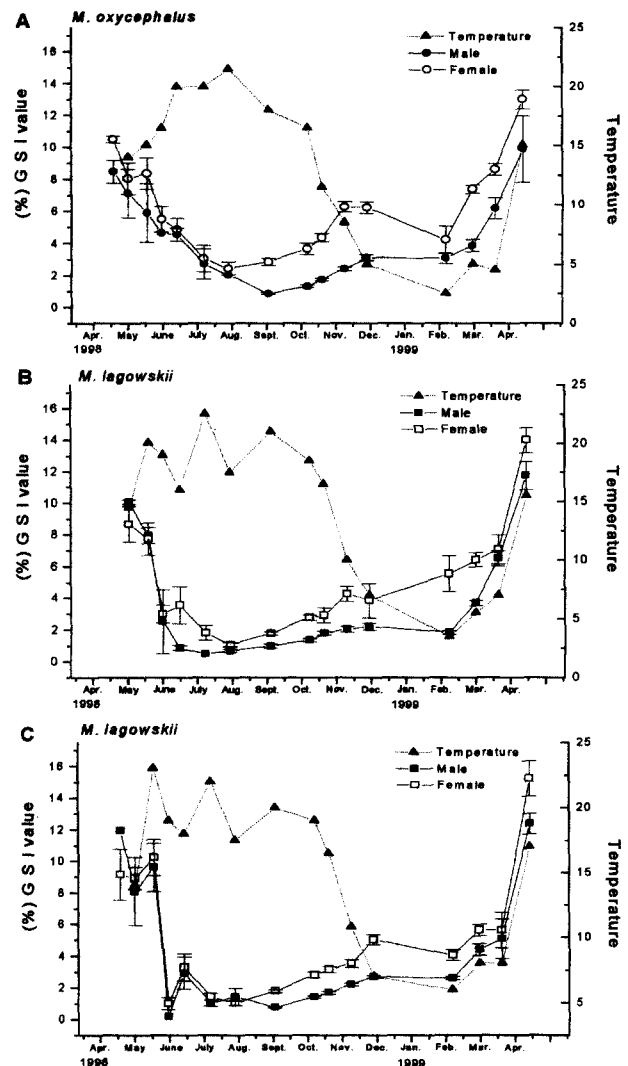 A M. oxycephalus
Temperature
Male
Female
(%) G S I value
16
14
12
10
8
6
4
2
0
25
20
15
10
5
0
Temperature
Apr. May June July Aug. Sept. Oct. Nov. Dec. Jan. Feb. Mar. Apr.
1998 1999
B M. lagowskii
Temperature
Male
Female
(%) G S I value
16
14
12
10
8
6
4
2
0
25
20
15
10
5
0
Temperature
Apr. May June July Aug. Sept. Oct. Nov. Dec. Jan. Feb. Mar. Apr.
1998 1999
C M. lagowskii
Temperature
Male
Female
(%) G S I value
16
14
12
10
8
6
4
2
0
25
20
15
10
5
Temperature
Apr. May June July Aug. Sept. Oct. Nov. Dec. Jan. Feb. Mar. Apr.
1998 1999